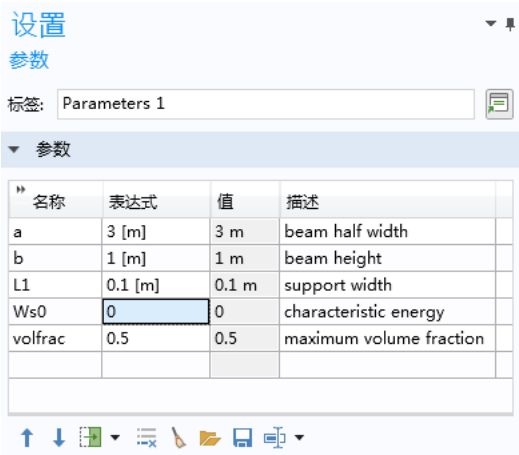 设置
参数
标签: Parameters 1
参数
名称 表达式 值 描述
a 3 [m] 3 m beam half width
b 1 [m] 1 m beam height
L1 0.1 [m] 0.1 m support width
Ws0 0 0 characteristic energy
volfrac 0.5 0.5 maximum volume fraction